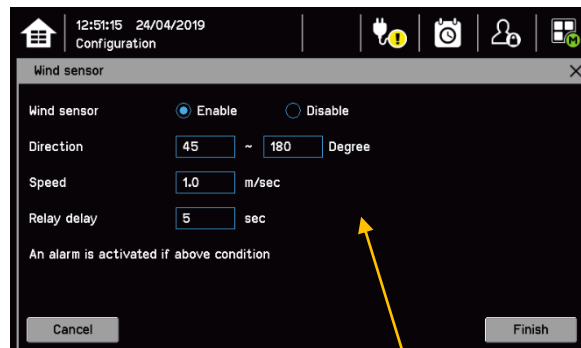 12:51:15 24/04/2019
Configuration
M
Wind sensor
Wind sensor Enable Disable
Direction 45 ~ 180 Degree
Speed 1.0 m/sec
Relay delay 5 sec
An alarm is activated if above condition
Cancel Finish